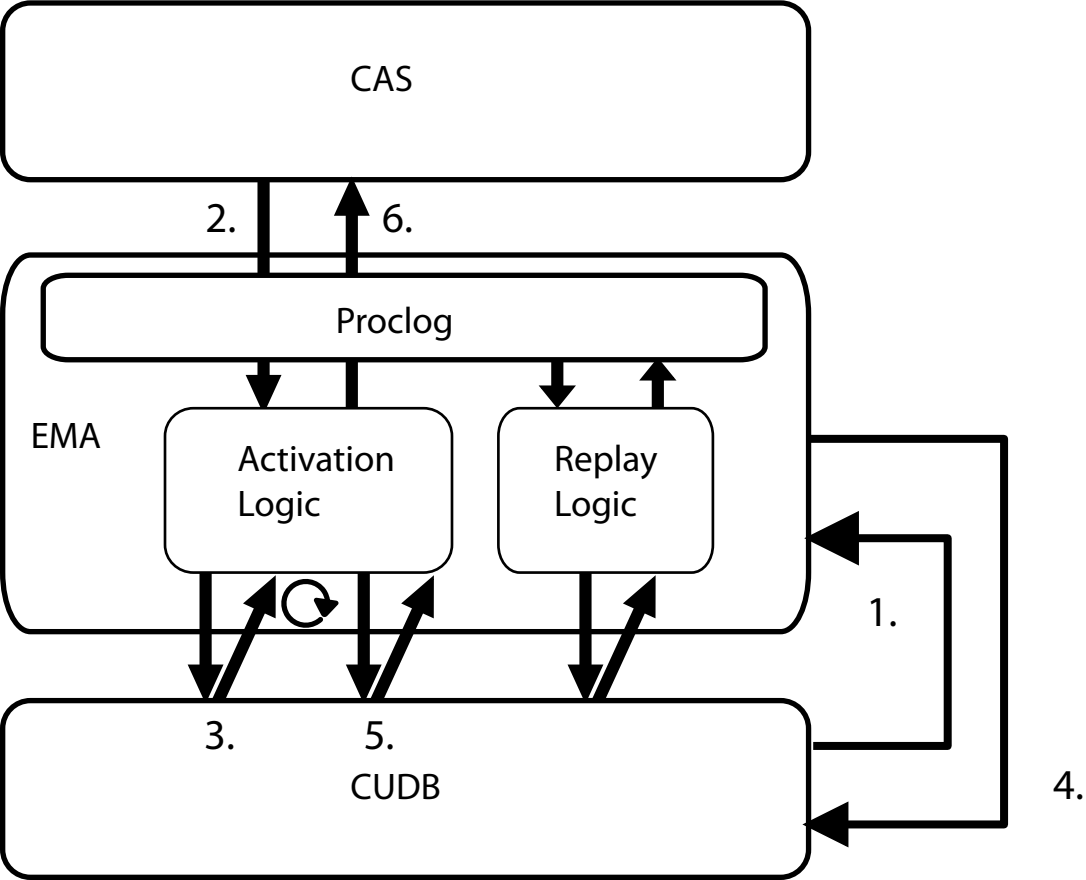 CAS
2.
6.
Proclog
EMA
Activation
Logic
Replay
Logic
1.
3.
5.
CUDB
4.